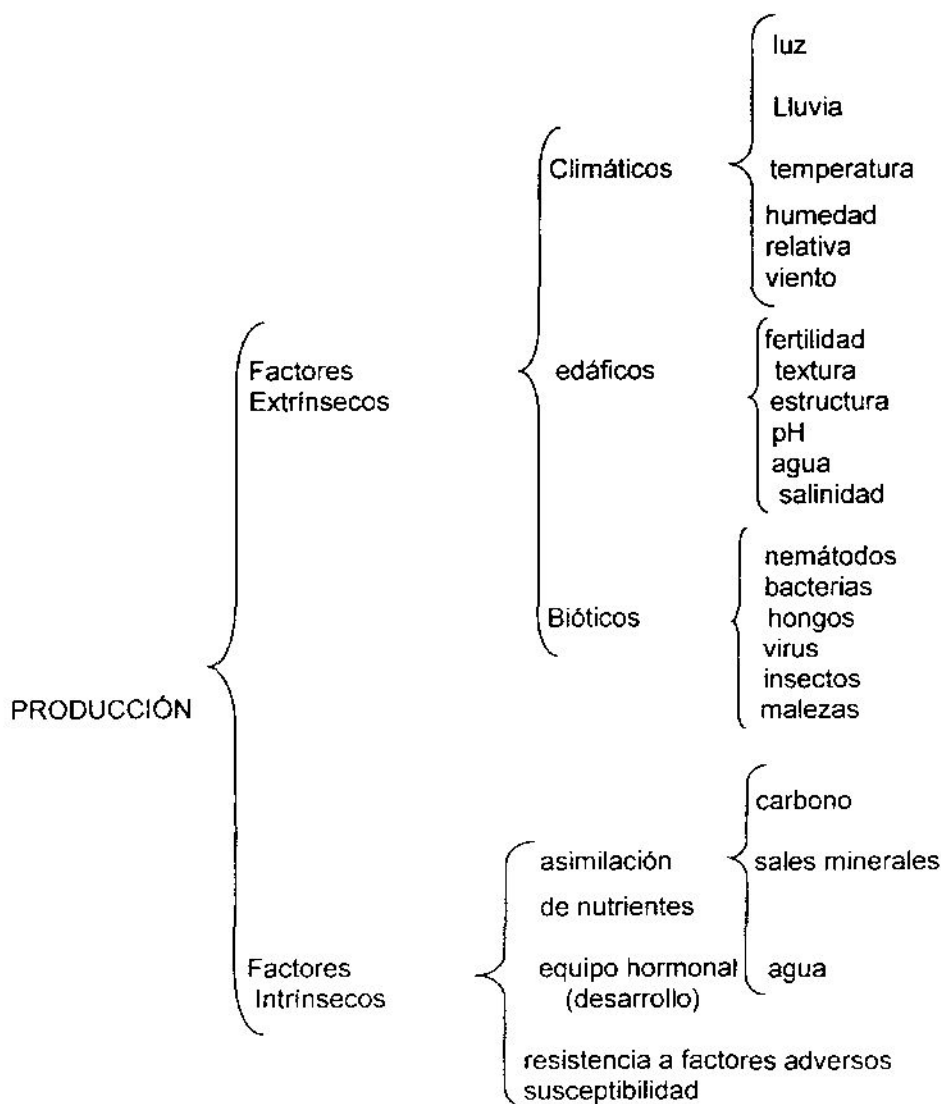 luz
Lluvia
Climáticos
temperatura
humedad
relativa
viento
Factores
Extrínsecos
edáficos
fertilidad
textura
estructura
pH
agua
salinidad
Bióticos
nemátodos
bacterias
hongos
virus
insectos
malezas
PRODUCCIÓN
Factores
Intrínsecos
asimilación
de nutrientes
carbono
sales minerales
agua
equipo hormonal
(desarrollo)
resistencia a factores adversos
susceptibilidad